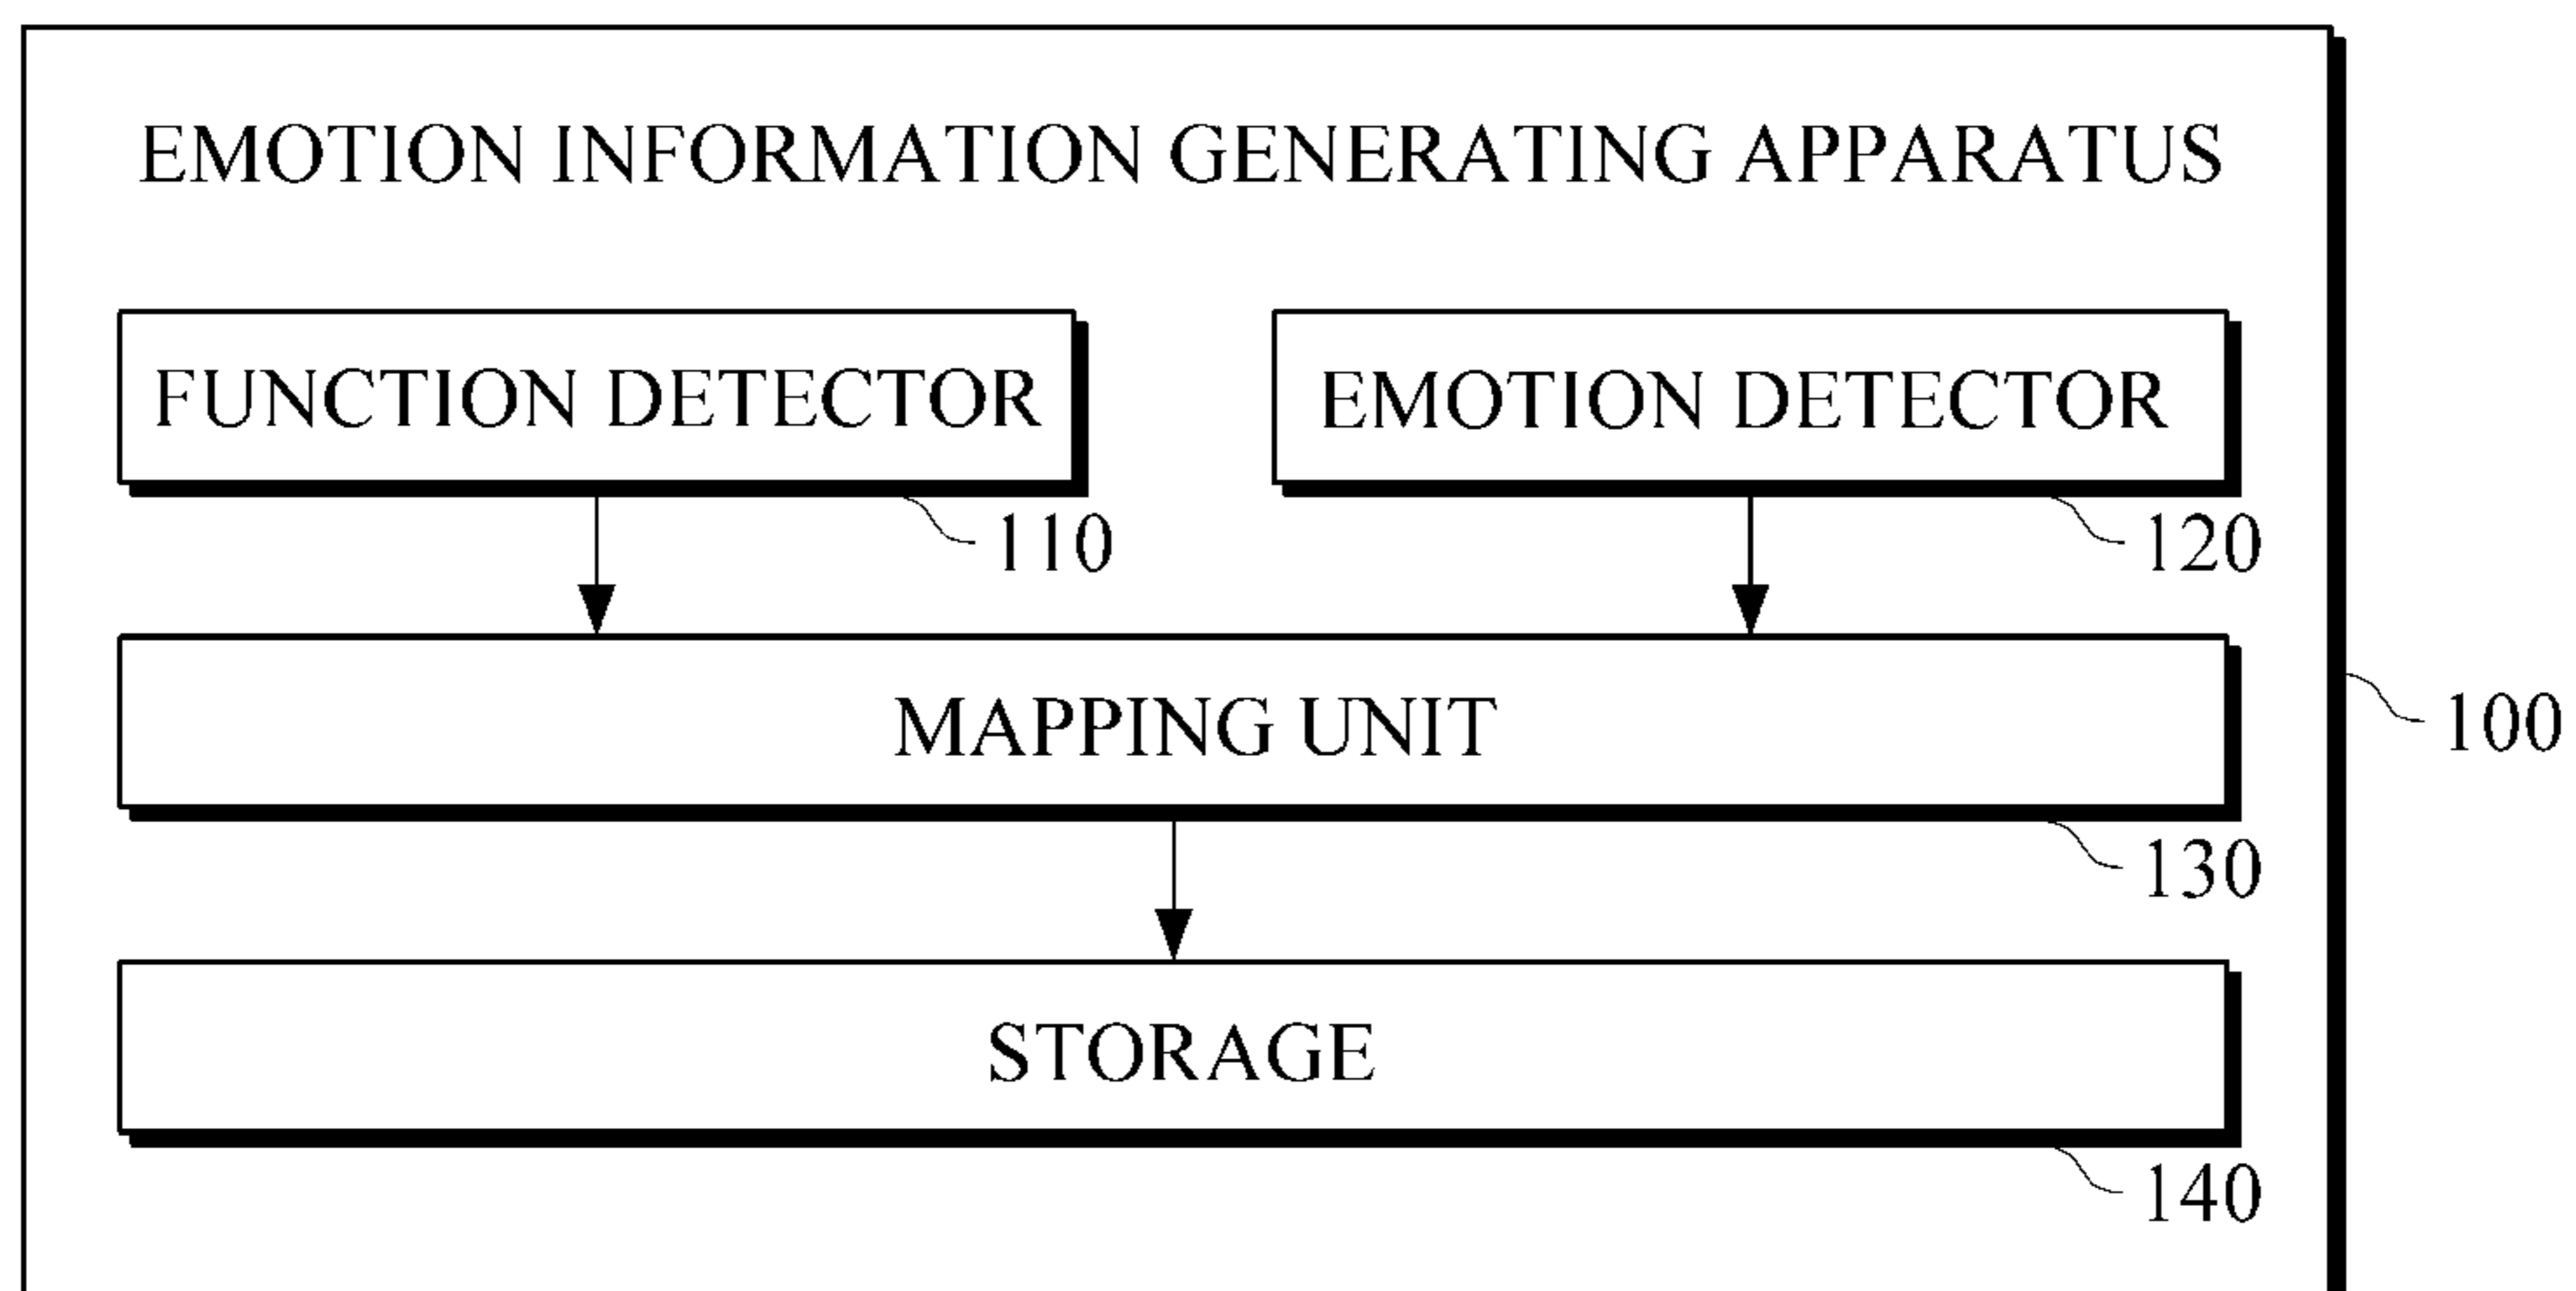 EMOTION INFORMATION GENERATING APPARATUS
FUNCTION DETECTOR
EMOTION DETECTOR
110
120
MAPPING UNIT
100
130
STORAGE
140